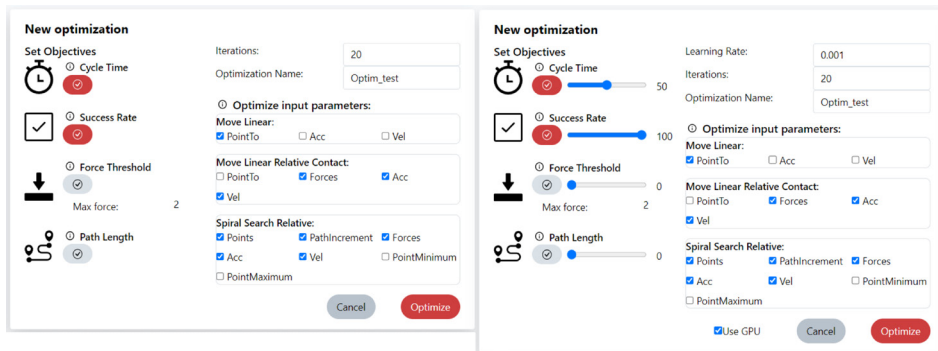 New optimization
Set Objectives
Cycle Time
Success Rate
Force Threshold
Max force: 2
Path Length
Iterations: 20
Optimization Name: Optim_test
Optimize input parameters:
Move Linear:
PointTo Acc Vel
Move Linear Relative Contact:
PointTo Forces Acc
Vel
Spiral Search Relative:
Points PathIncrement Forces
Acc Vel PointMinimum
PointMaximum
Cancel Optimize
New optimization
Set Objectives
Cycle Time
50
Success Rate
100
Force Threshold
0
Max force: 2
Path Length
0
Learning Rate: 0.001
Iterations: 20
Optimization Name: Optim_test
Optimize input parameters:
Move Linear:
PointTo Acc Vel
Move Linear Relative Contact:
PointTo Forces Acc
Vel
Spiral Search Relative:
Points PathIncrement Forces
Acc Vel PointMinimum
PointMaximum
Use GPU Cancel Optimize